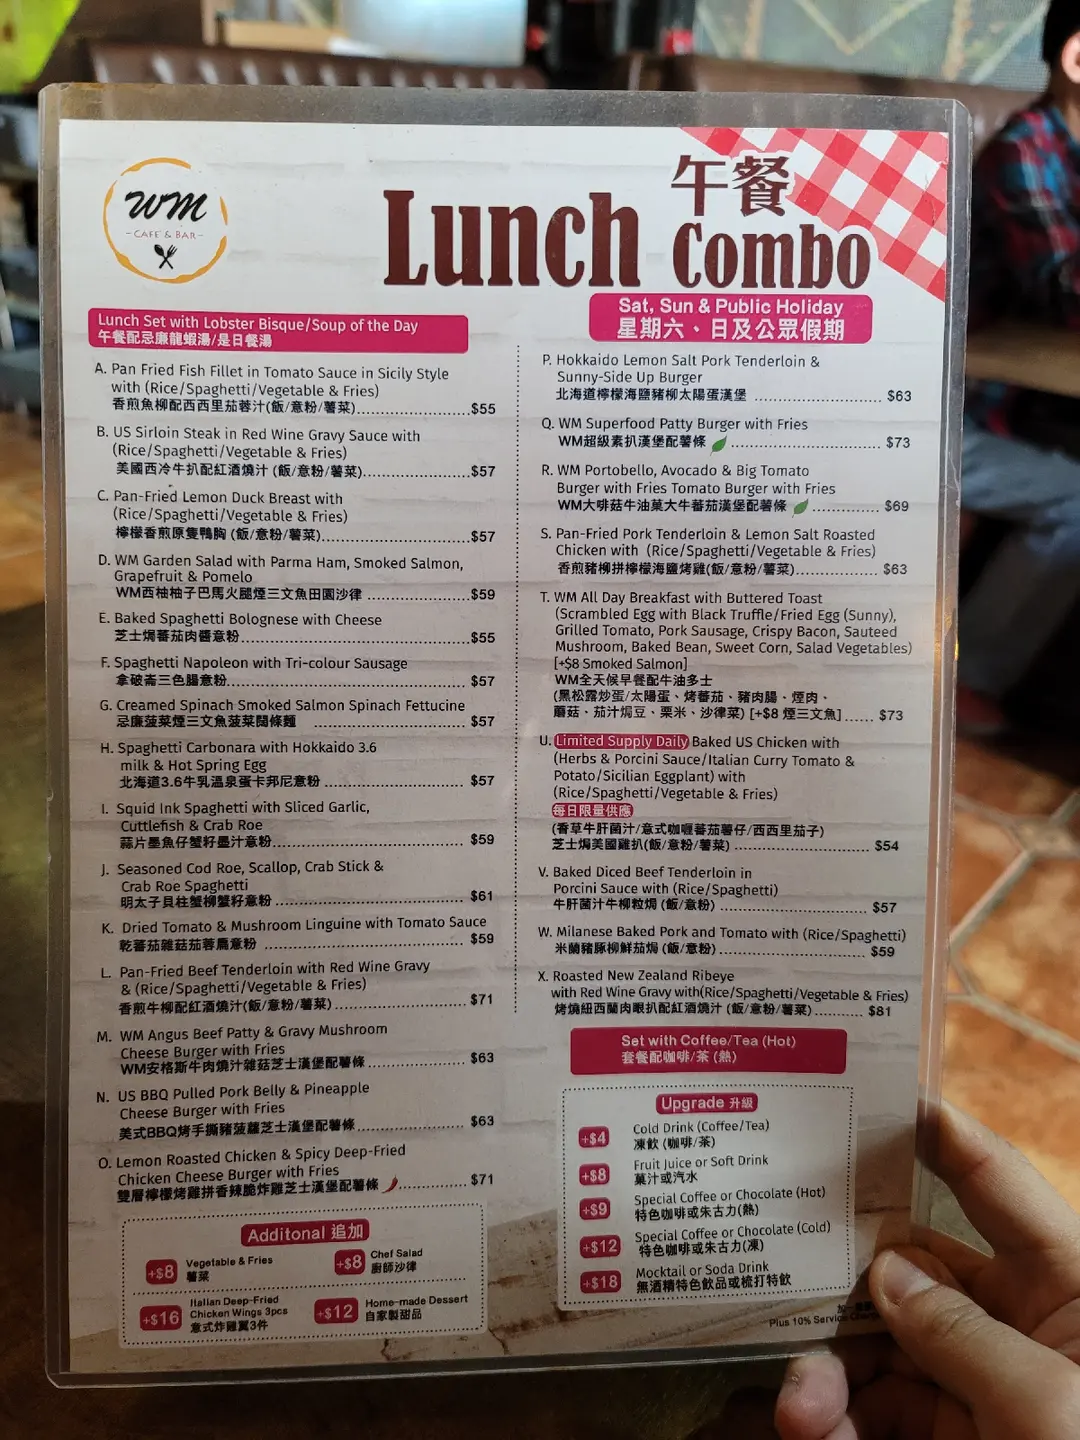 WM
- CAFE & BAR -
午餐
Lunch Combo
Sat, Sun & Public Holiday
星期六、日及公眾假期
Lunch Set with Lobster Bisque/Soup of the Day
午餐配忌廉龍蝦湯/是日餐湯
A. Pan Fried Fish Fillet in Tomato Sauce in Sicily Style
with (Rice/Spaghetti/Vegetable & Fries)
香煎魚柳配西西里茄蓉汁(飯/意粉/薯菜)..........$55
B. US Sirloin Steak in Red Wine Gravy Sauce with
(Rice/Spaghetti/Vegetable & Fries)
美國西冷牛扒配紅酒燒汁 (飯/意粉/薯菜)..........$57
C. Pan-Fried Lemon Duck Breast with
(Rice/Spaghetti/Vegetable & Fries)
檸檬香煎原隻鴨胸 (飯/意粉/薯菜)..........$57
D. WM Garden Salad with Parma Ham, Smoked Salmon,
Grapefruit & Pomelo
WM西柚柚子巴馬火腿煙三文魚田園沙律 ..........$59
E. Baked Spaghetti Bolognese with Cheese
芝士焗蕃茄肉醬意粉..........$55
F. Spaghetti Napoleon with Tri-colour Sausage
拿破崙三色腸意粉..........$57
G. Creamed Spinach Smoked Salmon Spinach Fettucine
忌廉菠菜煙三文魚菠菜闊條麵 $57
H. Spaghetti Carbonara with Hokkaido 3.6
milk & Hot Spring Egg
北海道3.6牛乳溫泉蛋卡邦尼意粉 ..........$57
I. Squid Ink Spaghetti with Sliced Garlic,
Cuttlefish & Crab Roe
蒜片墨魚仔蟹籽墨汁意粉..........$59
J. Seasoned Cod Roe, Scallop, Crab Stick &
Crab Roe Spaghetti
明太子貝柱蟹柳蟹籽意粉 ..........$61
K. Dried Tomato & Mushroom Linguine with Tomato Sauce
乾蕃茄雜菇茄蓉扁意粉 ..........$59
L. Pan-Fried Beef Tenderloin with Red Wine Gravy
& (Rice/Spaghetti/Vegetable & Fries)
香煎牛柳配紅酒燒汁(飯/意粉/薯菜)..........$71
M. WM Angus Beef Patty & Gravy Mushroom
Cheese Burger with Fries
WM安格斯牛肉燒汁雜菇芝士漢堡配薯條 ..........$63
N. US BBQ Pulled Pork Belly & Pineapple
Cheese Burger with Fries
美式BBQ烤手撕豬菠蘿芝士漢堡配薯條..........$63
O. Lemon Roasted Chicken & Spicy Deep-Fried
Chicken Cheese Burger with Fries
雙層檸檬烤雞拼香辣脆炸雞芝士漢堡配薯條 ..........$71
Additonal 追加
+$8 Vegetable & Fries
薯菜
+$8 Chef Salad
廚師沙律
+$16 Italian Deep-Fried
Chicken Wings 3pcs
意式炸雞翼3件
+$12 Home-made Dessert
自家製甜品
P. Hokkaido Lemon Salt Pork Tenderloin &
Sunny-Side Up Burger
北海道檸檬海鹽豬柳太陽蛋漢堡 ..........$63
Q. WM Superfood Patty Burger with Fries
WM超級素扒漢堡配薯條 ..........$73
R. WM Portobello, Avocado & Big Tomato
Burger with Fries Tomato Burger with Fries
WM大啡菇牛油菓大牛蕃茄漢堡配薯條 ..........$69
S. Pan-Fried Pork Tenderloin & Lemon Salt Roasted
Chicken with (Rice/Spaghetti/Vegetable & Fries)
香煎豬柳拼檸檬海鹽烤雞(飯/意粉/薯菜)..........$63
T. WM All Day Breakfast with Buttered Toast
(Scrambled Egg with Black Truffle/Fried Egg (Sunny),
Grilled Tomato, Pork Sausage, Crispy Bacon, Sauteed
Mushroom, Baked Bean, Sweet Corn, Salad Vegetables)
[+$8 Smoked Salmon]
WM全天候早餐配牛油多士
(黑松露炒蛋/太陽蛋、烤蕃茄、豬肉腸、煙肉、
蘑菇、茄汁焗豆、栗米、沙律菜) [+$8 煙三文魚]...... $73
U. Limited Supply Daily Baked US Chicken with
(Herbs & Porcini Sauce/Italian Curry Tomato &
Potato/Sicilian Eggplant) with
(Rice/Spaghetti/Vegetable & Fries)
每日限量供應
(香草牛肝菌汁/意式咖喱蕃茄薯仔/西西里茄子)
芝士焗美國雞扒(飯/意粉/薯菜) ..........$54
V. Baked Diced Beef Tenderloin in
Porcini Sauce with (Rice/Spaghetti)
牛肝菌汁牛柳粒焗 (飯/意粉) ..........$57
W. Milanese Baked Pork and Tomato with (Rice/Spaghetti)
米蘭豬豚柳鮮茄焗 (飯/意粉)..........$59
X. Roasted New Zealand Ribeye
with Red Wine Gravy with(Rice/Spaghetti/Vegetable & Fries)
烤燒紐西蘭肉眼扒配紅酒燒汁 (飯/意粉/薯菜)..........$81
Set with Coffee/Tea (Hot)
套餐配咖啡/茶 (熱)
Upgrade 升級
+$4 Cold Drink (Coffee/Tea)
凍飲 (咖啡/茶)
+$8 Fruit Juice or Soft Drink
菓汁或汽水
+$9 Special Coffee or Chocolate (Hot)
特色咖啡或朱古力(熱)
+$12 Special Coffee or Chocolate (Cold)
特色咖啡或朱古力(凍)
+$18 Mocktail or Soda Drink
無酒精特色飲品或梳打特飲
加一服務
Plus 10% Service Charge